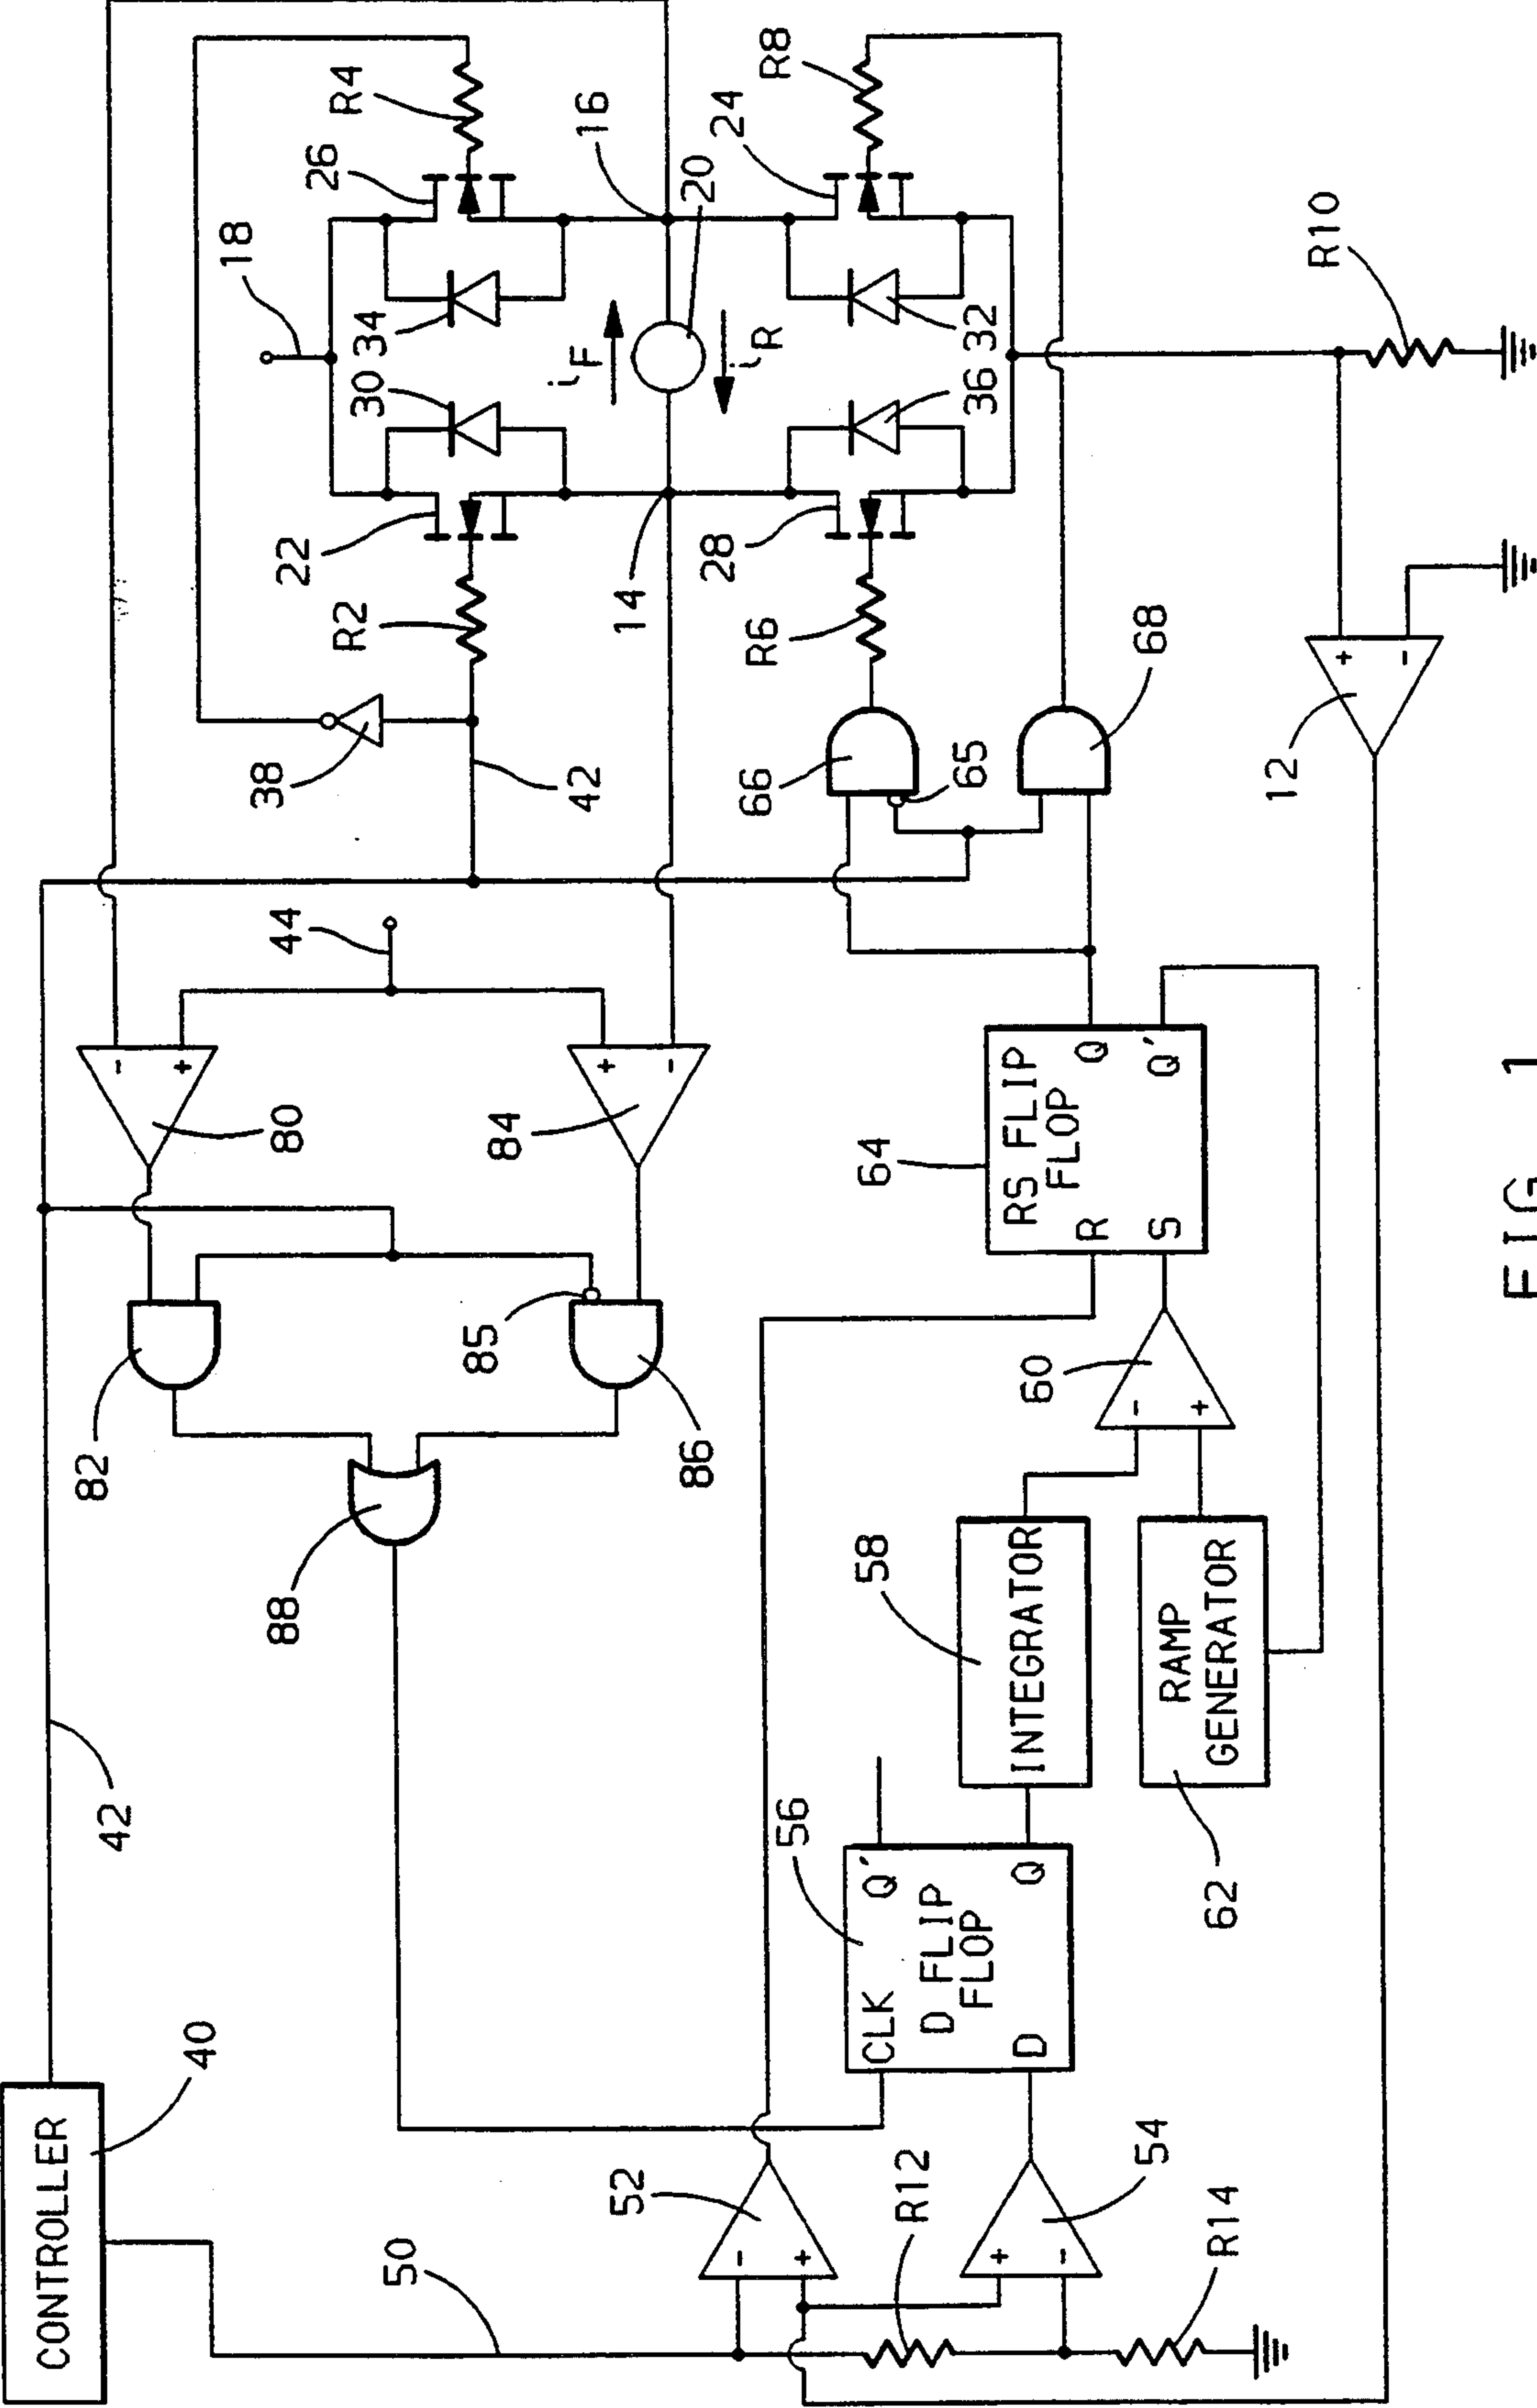 CONTROLLER
40
42
50
52
54
R12
R14
CLK
Q´
D FLIP
FLOP
D
Q
56
INTEGRATOR
58
RAMP
GENERATOR
62
60
-
+
RS FLIP
FLOP
R
S
Q
Q´
64
82
85
86
88
80
84
-
+
+
-
44
42
38
R2
R4
22
26
18
30
34
iF
iR
20
14
16
28
24
36
32
R6
R8
66
65
68
R10
12
+
-
-
+
+
-
FIG. 1